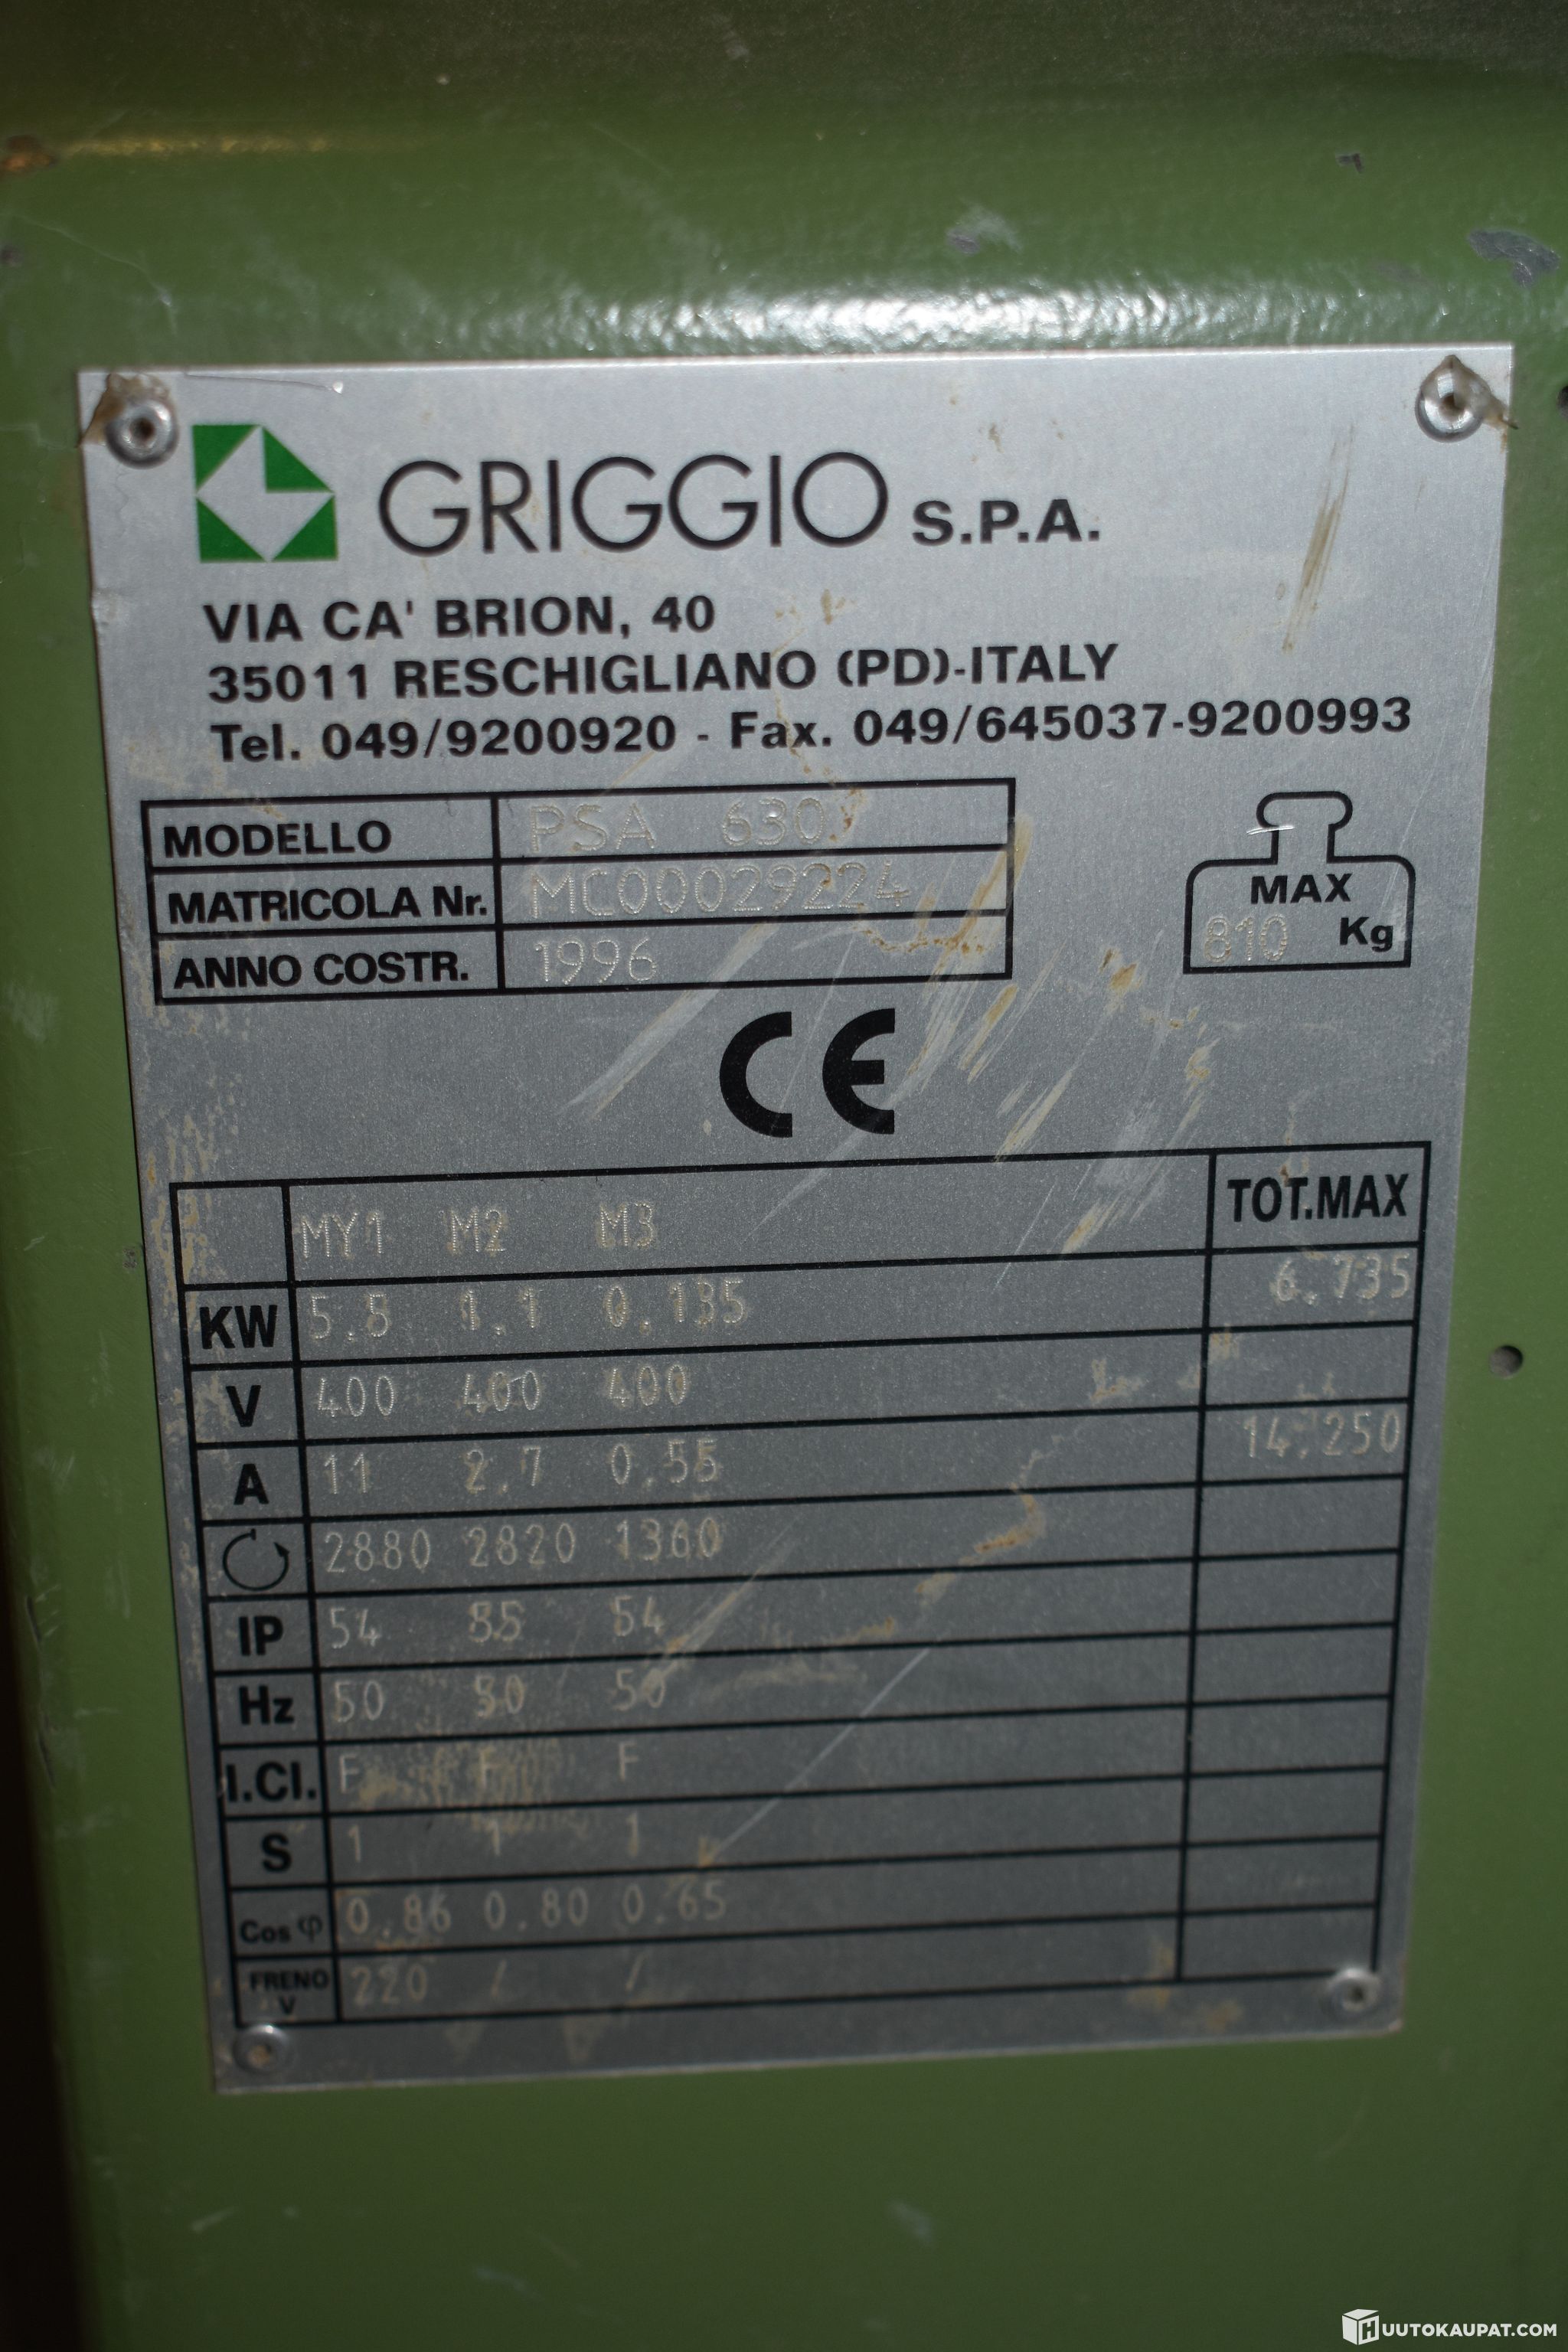 GRIGGIO S.P.A.
VIA CA' BRION, 40
35011 RESCHIGLIANO (PD)-ITALY
Tel. 049/9200920 - Fax. 049/645037-9200993
MODELLO PSA 630
MATRICOLA Nr. MC00029224
ANNO COSTR. 1996
MAX
810 Kg
CE
MY1 M2 M3 TOT.MAX
KW 5.5 1.1 0.135 6.735
V 400 400 400
A 11 2.7 0.55 14.250
2880 2820 1360
IP 54 55 54
Hz 50 50 50
I.Cl. F F F
S 1 1 1
Cos φ 0.86 0.80 0.65
FRENO V 220 / /
HUUTOKAUPAT.COM